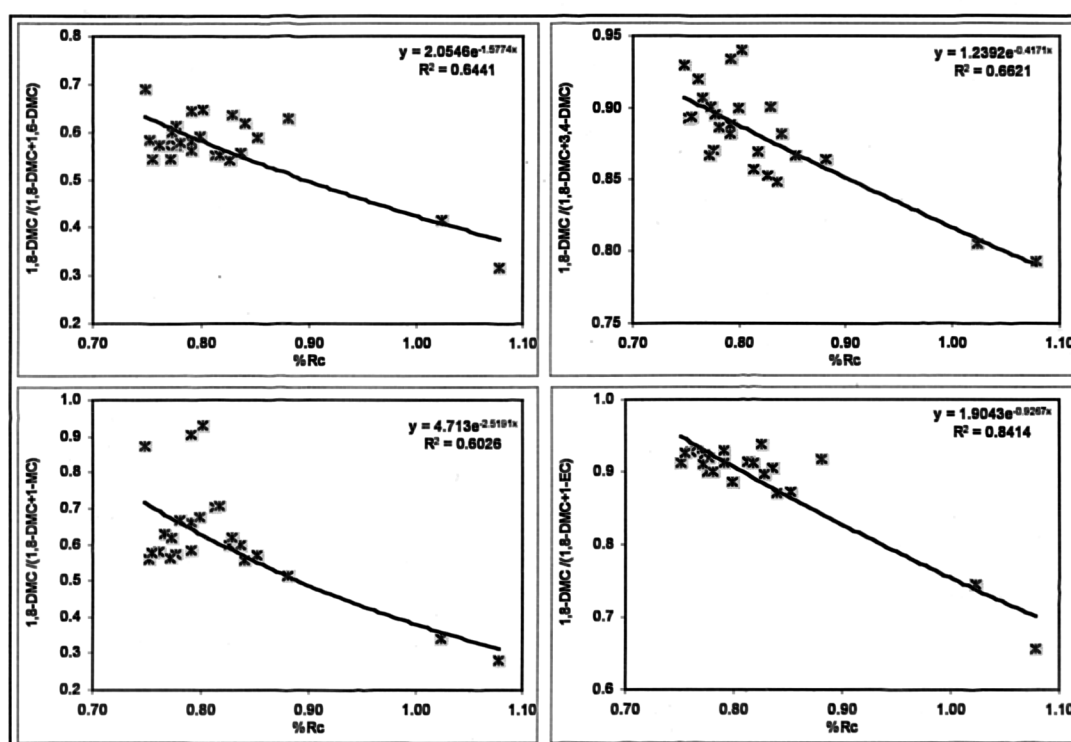 y = 2.0546e^-1.5774x
R² = 0.6441
0.8
0.7
0.6
0.5
0.4
0.3
0.2
1,8-DMC /(1,8-DMC+1,6-DMC)
0.70 0.80 0.90 1.00 1.10
%Rc
y = 1.2392e^-0.4171x
R² = 0.6621
0.95
0.90
0.85
0.80
0.75
1,8-DMC /(1,8-DMC+3,4-DMC)
0.70 0.80 0.90 1.00 1.10
%Rc
y = 4.713e^-2.5191x
R² = 0.6026
1.0
0.9
0.8
0.7
0.6
0.5
0.4
0.3
0.2
1,8-DMC /(1,8-DMC+1-MC)
0.70 0.80 0.90 1.00 1.10
%Rc
y = 1.9043e^-0.9267x
R² = 0.8414
1.0
0.9
0.8
0.7
0.6
1,8-DMC /(1,8-DMC+1-EC)
0.70 0.80 0.90 1.00 1.10
%Rc